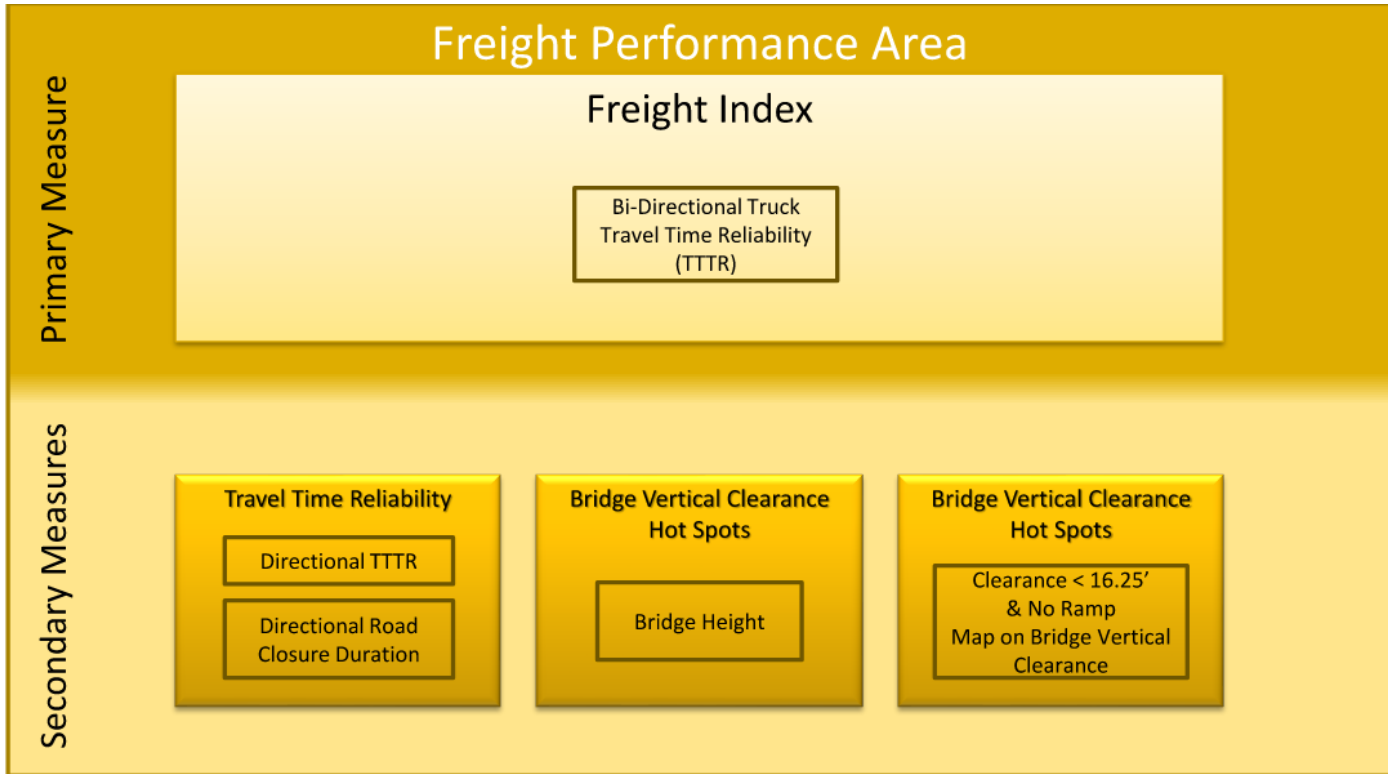 Freight Performance Area
Primary Measure
Freight Index
Bi-Directional Truck
Travel Time Reliability
(TTTR)
Secondary Measures
Travel Time Reliability
Directional TTTR
Directional Road
Closure Duration
Bridge Vertical Clearance
Hot Spots
Bridge Height
Bridge Vertical Clearance
Hot Spots
Clearance < 16.25’
& No Ramp
Map on Bridge Vertical
Clearance